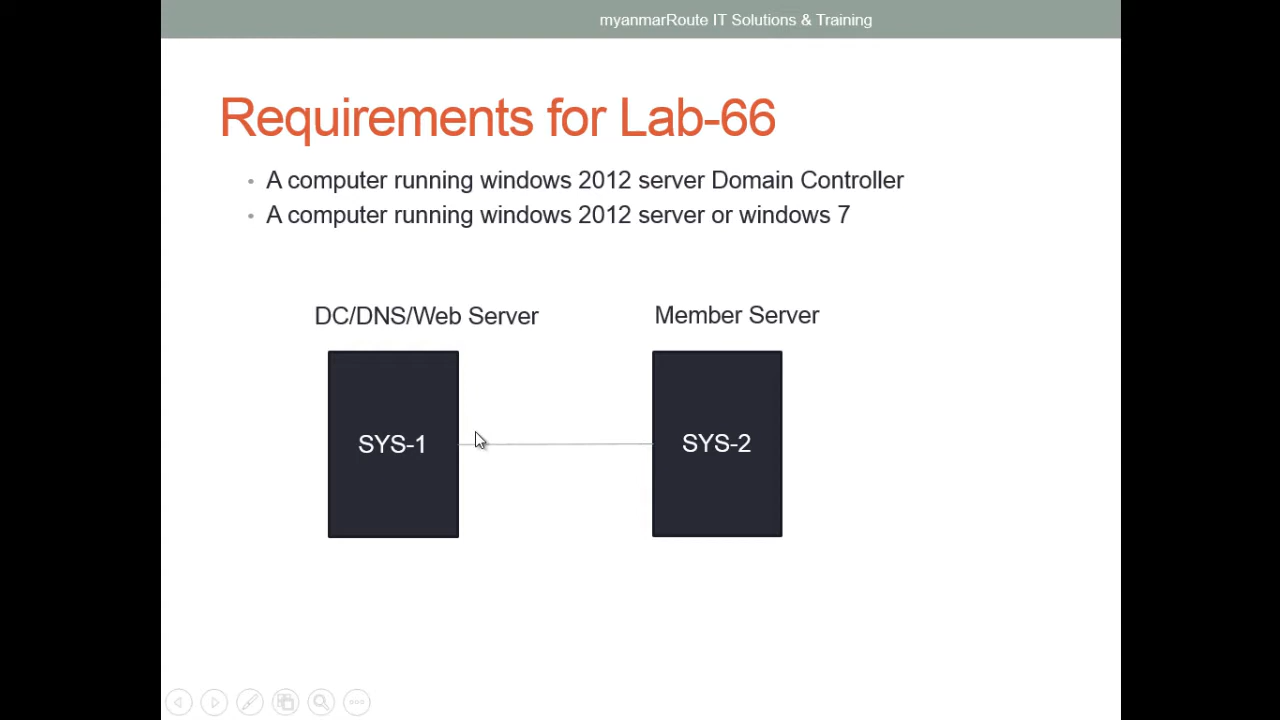 myanmarRoute IT Solutions & Training
Requirements for Lab-66
• A computer running windows 2012 server Domain Controller
• A computer running windows 2012 server or windows 7
DC/DNS/Web Server
Member Server
SYS-1
SYS-2